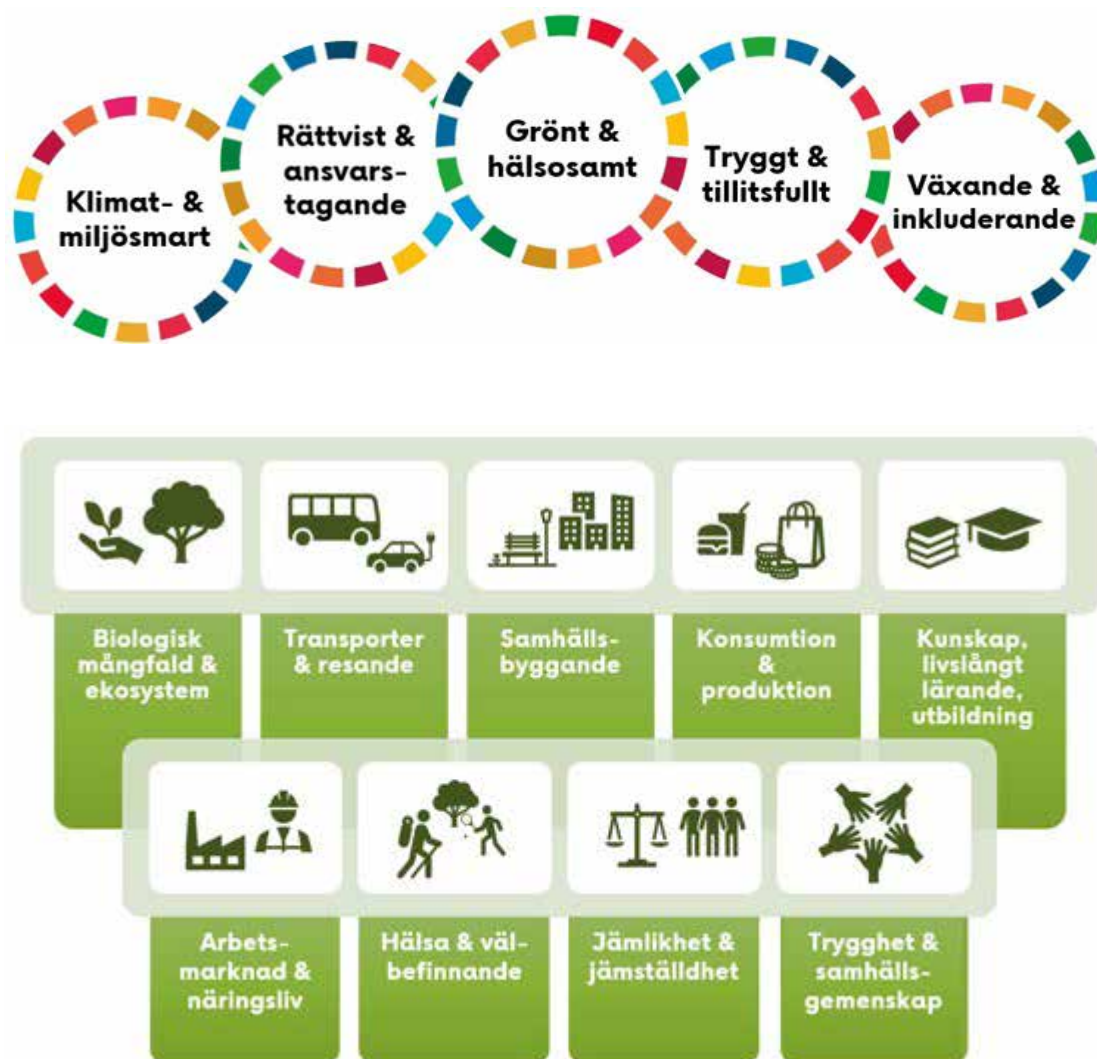 Klimat- &
miljösmart
Rättvist &
ansvars-
tagande
Grönt &
hälsosamt
Tryggt &
tillitsfullt
Växande &
inkluderande
Biologisk
mångfald &
ekosystem
Transporter
& resande
Samhälls-
byggande
Konsumtion
&
produktion
Kunskap,
livslångt
lärande,
utbildning
Arbets-
marknad &
näringsliv
Hälsa & väl-
befinnande
Jämlikhet &
jämställdhet
Trygghet &
samhälls-
gemenskap